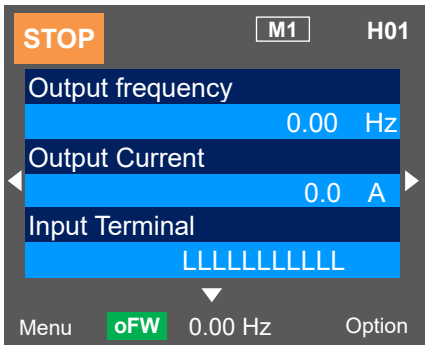 STOP M1 H01
Output frequency
0.00 Hz
Output Current
0.0 A
Input Terminal
LLLLLLLLLLL
Menu oFW 0.00 Hz Option